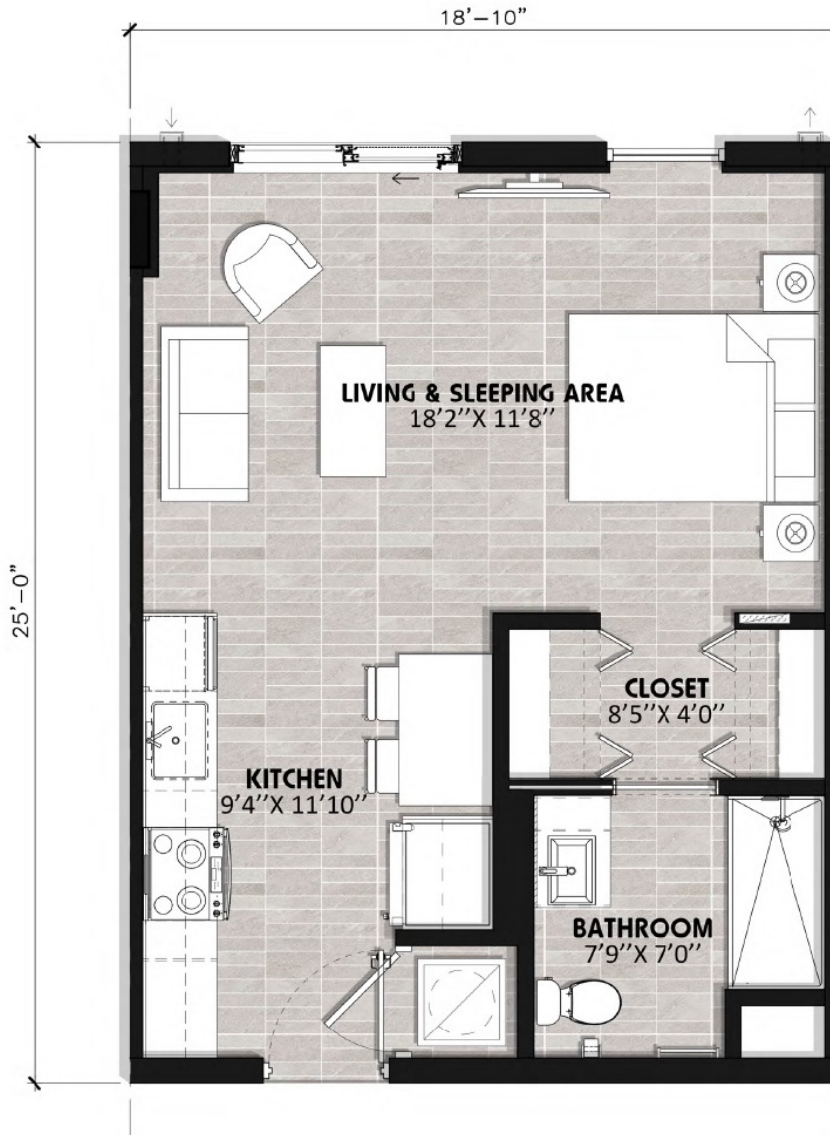 18'-10"
25'-0"
LIVING & SLEEPING AREA
18'2"X 11'8"
CLOSET
8'5"X 4'0"
KITCHEN
9'4"X 11'10"
BATHROOM
7'9"X 7'0"